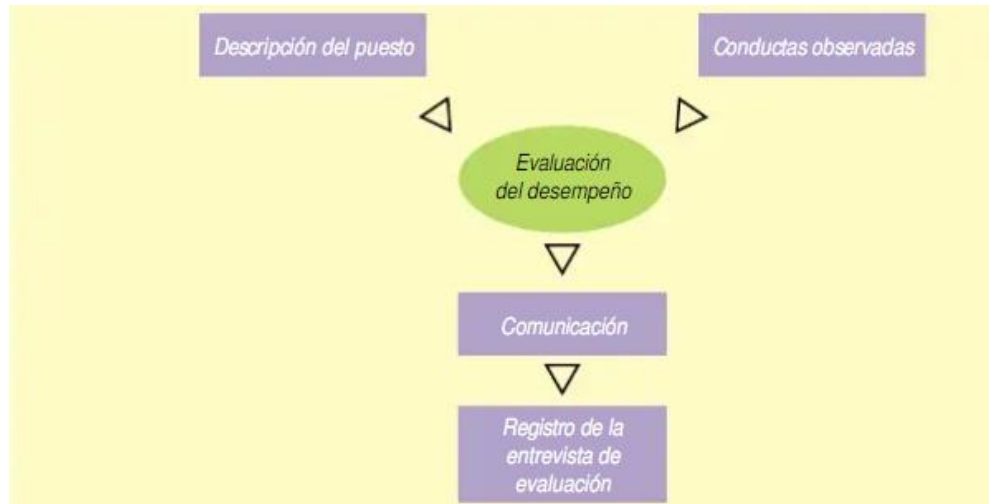 Descripción del puesto
Conductas observadas
Evaluación
del desempeño
Comunicación
Registro de la
entrevista de
evaluación